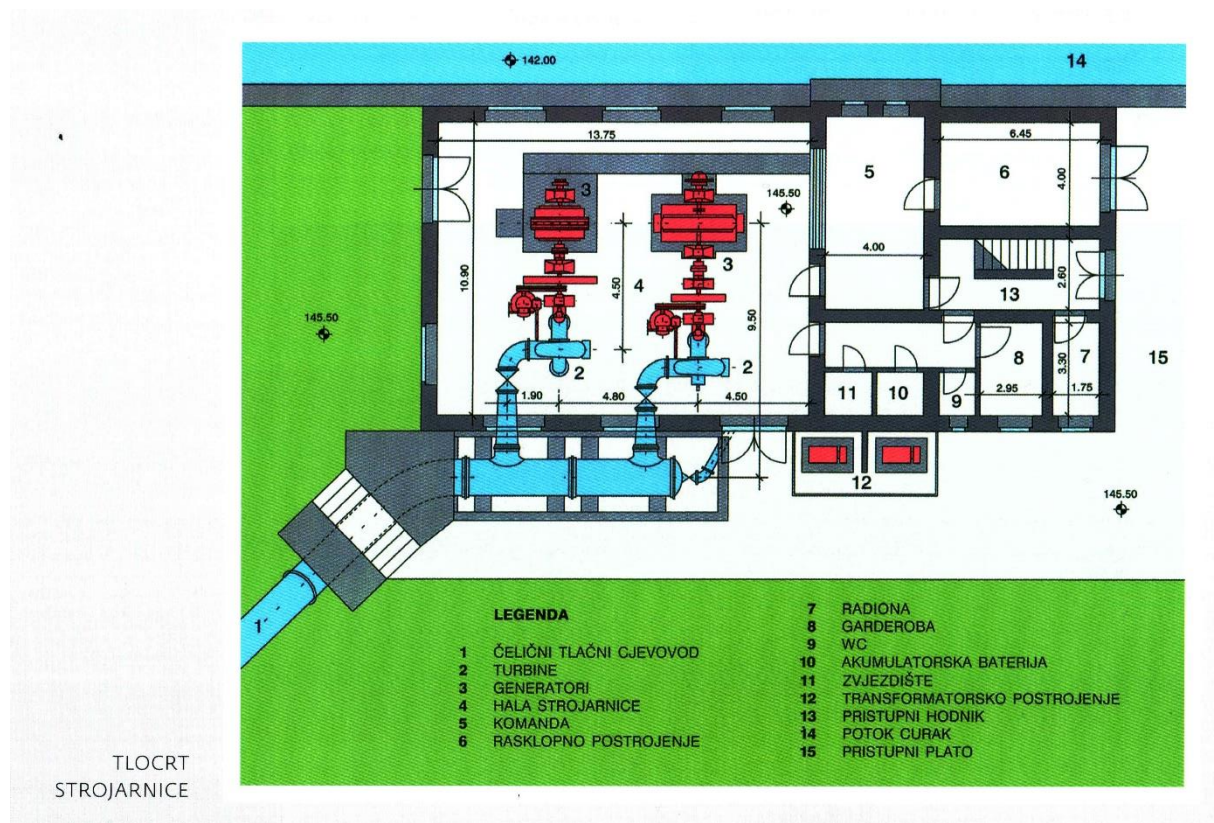 142.00
14
13.75
6.45
3
5
6
4.00
145.50
4.00
3
10.90
4.50
4
2.60
13
9.50
145.50
2
2
8
3.30
7
15
1.90
4.80
4.50
11
10
9
2.95
1.75
12
145.50
1
LEGENDA
1 ČELIČNI TLAČNI CJEVOVOD
2 TURBINE
3 GENERATORI
4 HALA STROJARNICE
5 KOMANDA
6 RASKLOPNO POSTROJENJE
7 RADIONA
8 GARDEROBA
9 WC
10 AKUMULATORSKA BATERIJA
11 ZVJEZDIŠTE
12 TRANSFORMATORSKO POSTROJENJE
13 PRISTUPNI HODNIK
14 POTOK CURAK
15 PRISTUPNI PLATO
TLOCRT
STROJARNICE